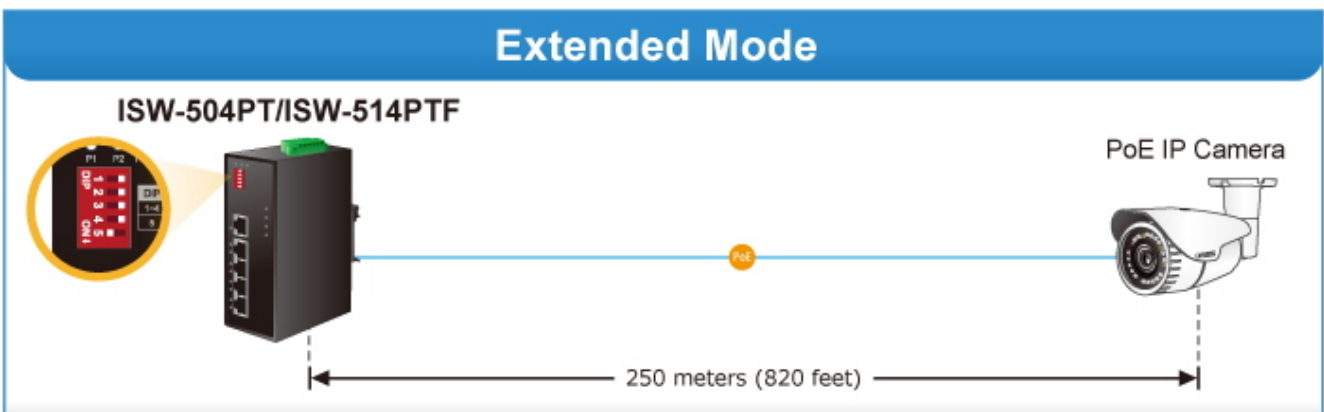 Extended Mode
ISW-504PT/ISW-514PTF
PoE IP Camera
P1 P2
DIP
1 2 3 4 5
ON
DIP
1~4
5
PoE
250 meters (820 feet)